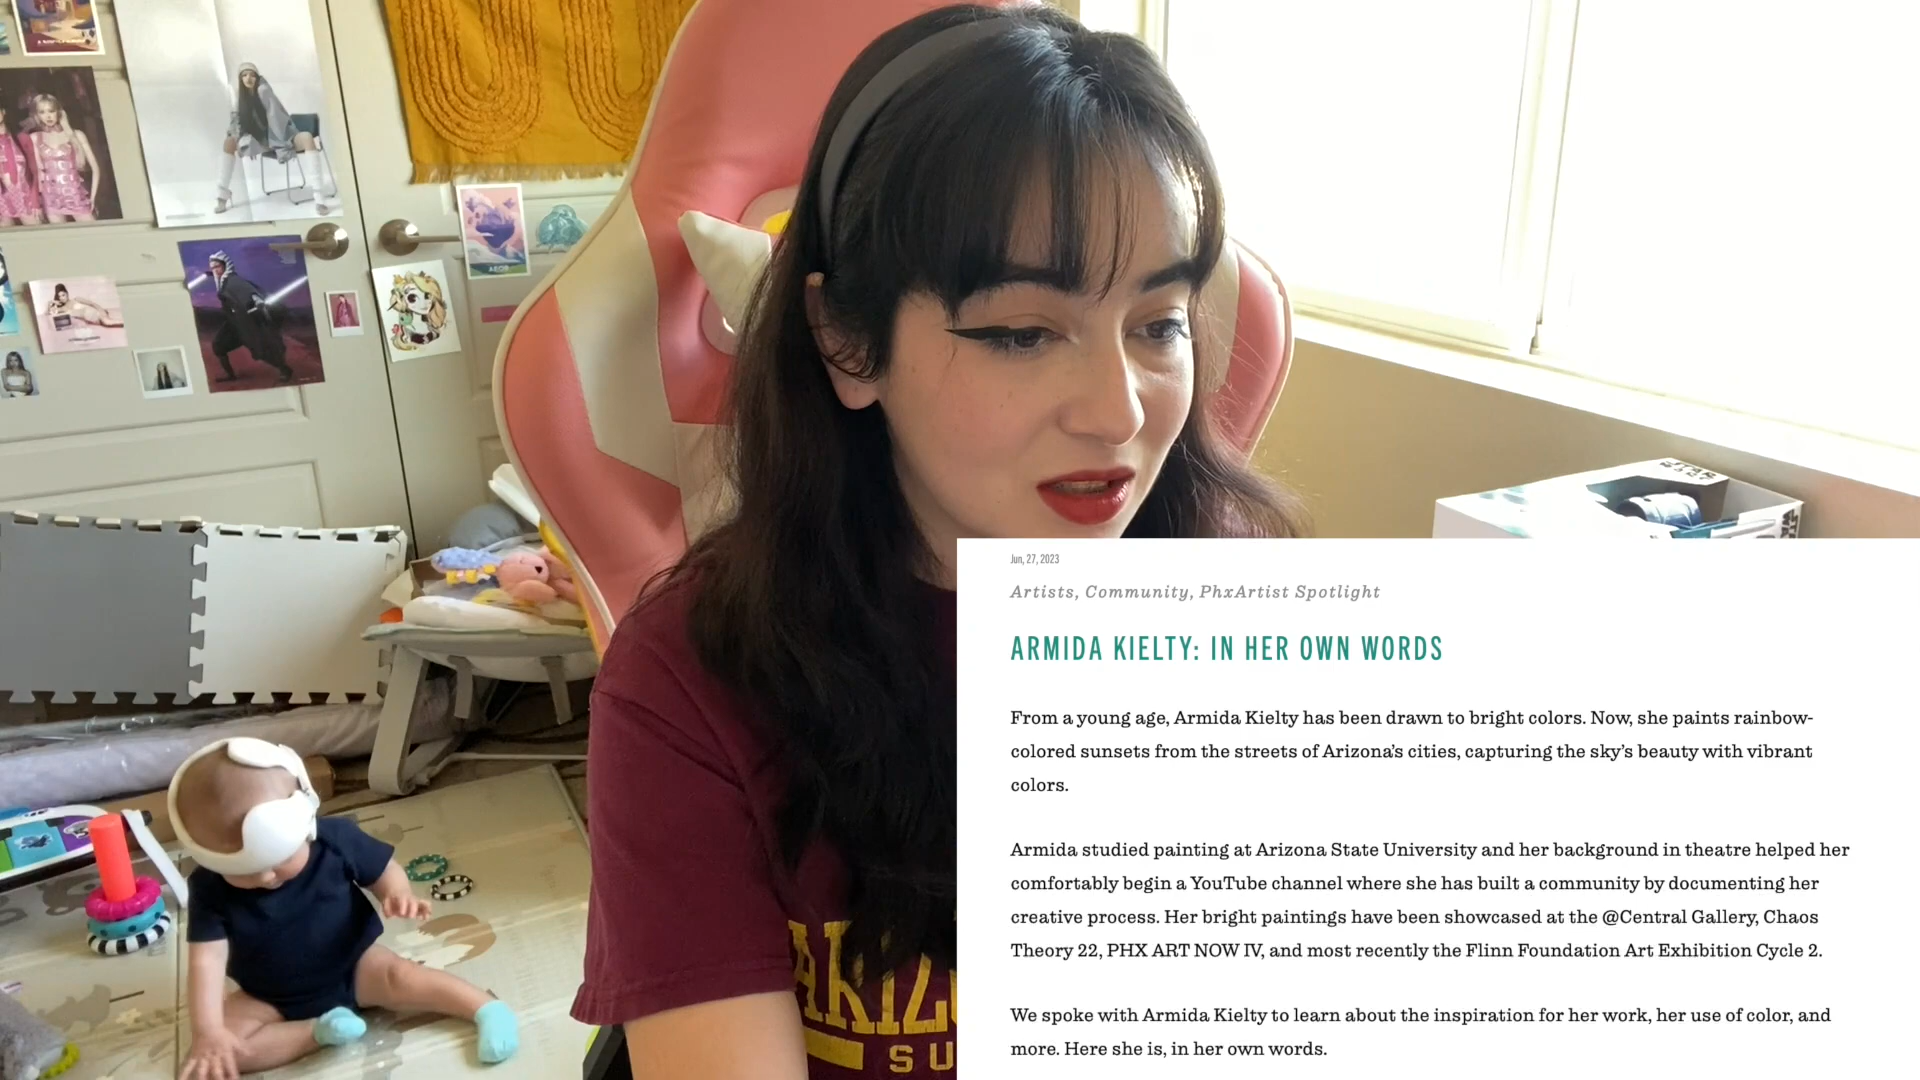 STAR
Jun, 27, 2023
Artists, Community, PhxArtist Spotlight
ARMIDA KIELTY: IN HER OWN WORDS
From a young age, Armida Kielty has been drawn to bright colors. Now, she paints rainbow-
colored sunsets from the streets of Arizona’s cities, capturing the sky’s beauty with vibrant
colors.
Armida studied painting at Arizona State University and her background in theatre helped her
comfortably begin a YouTube channel where she has built a community by documenting her
creative process. Her bright paintings have been showcased at the @Central Gallery, Chaos
Theory 22, PHX ART NOW IV, and most recently the Flinn Foundation Art Exhibition Cycle 2.
We spoke with Armida Kielty to learn about the inspiration for her work, her use of color, and
more. Here she is, in her own words.
ARIZ
SU